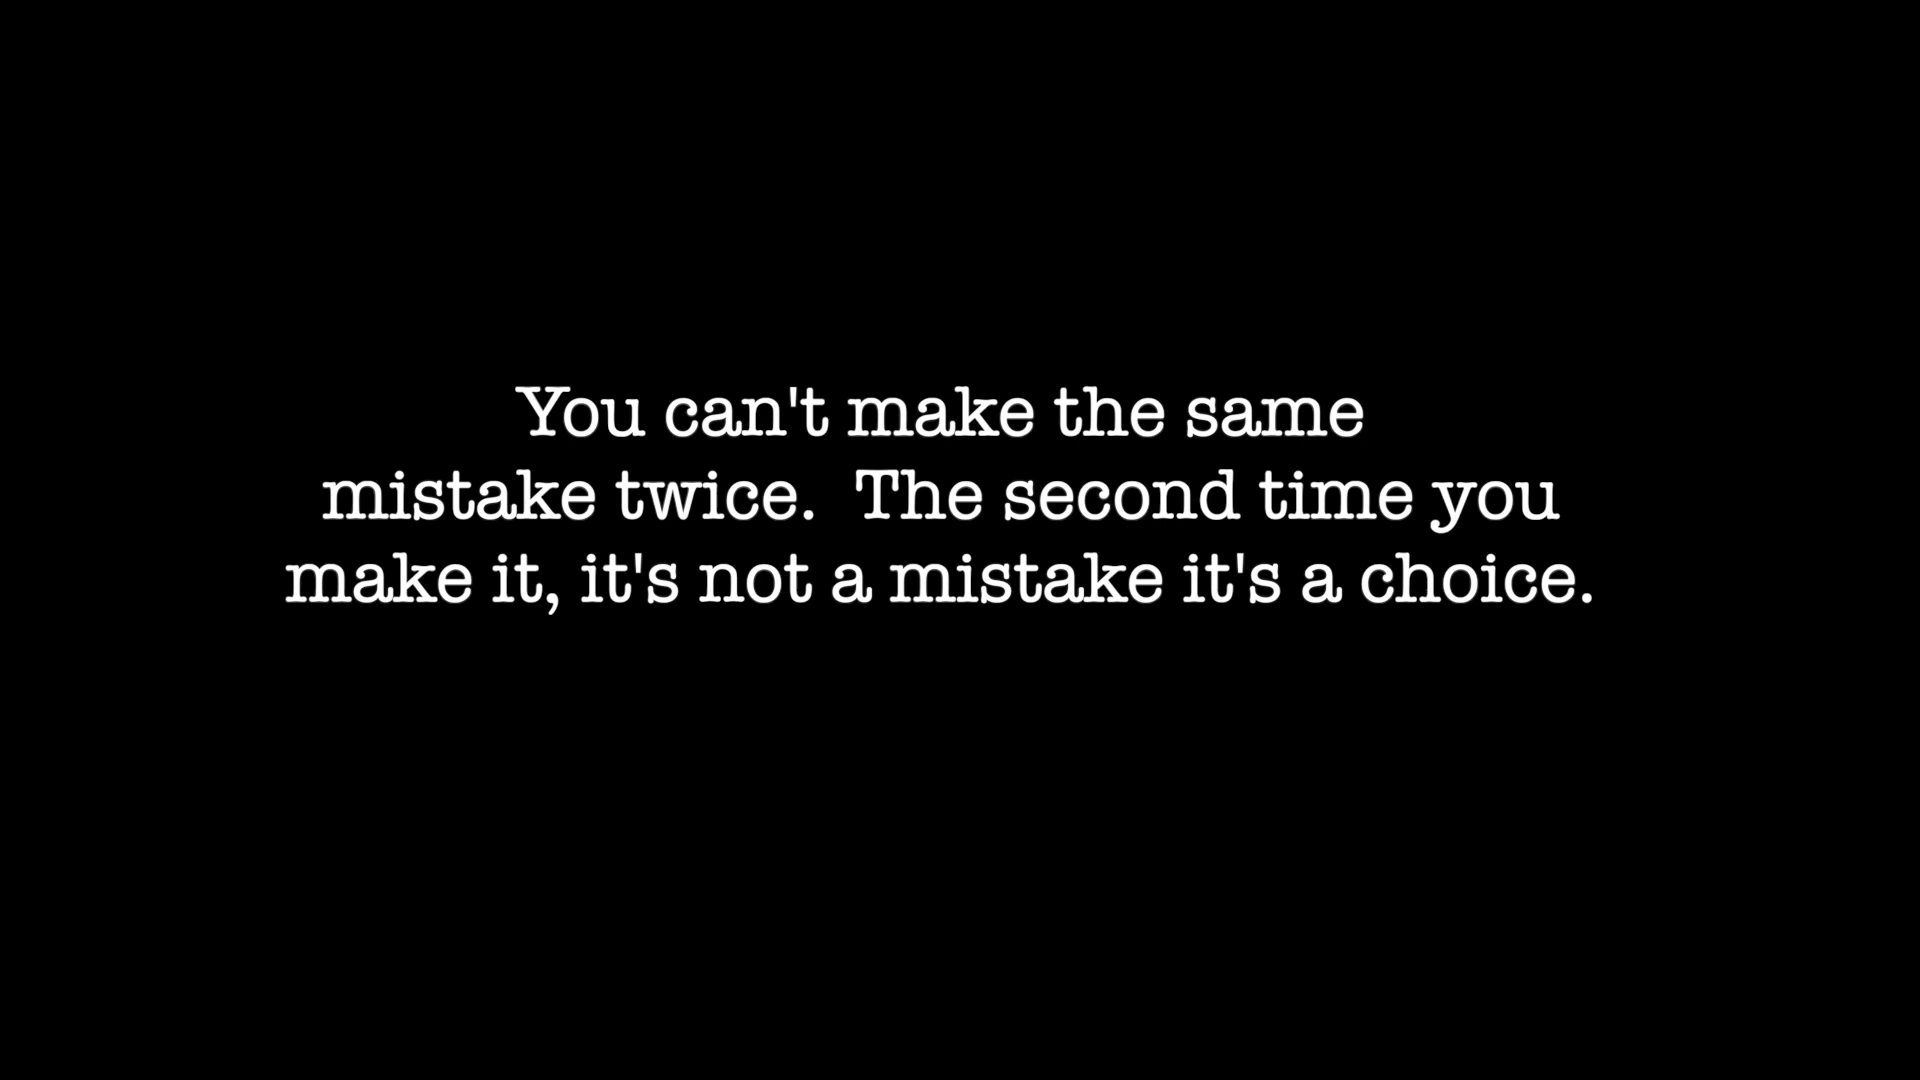 You can't make the same
mistake twice.  The second time you
make it, it's not a mistake it's a choice.